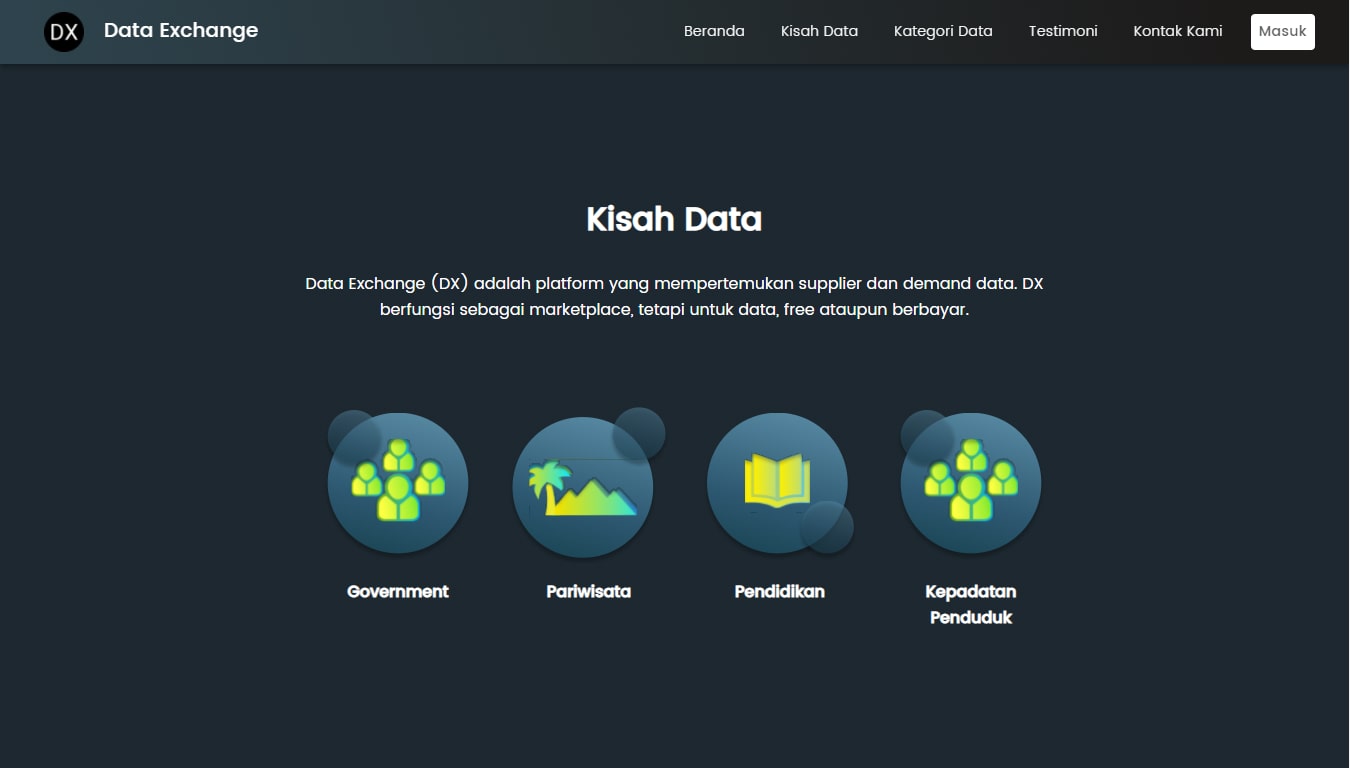 DX
Data Exchange
Beranda
Kisah Data
Kategori Data
Testimoni
Kontak Kami
Masuk
Kisah Data
Data Exchange (DX) adalah platform yang mempertemukan supplier dan demand data. DX
berfungsi sebagai marketplace, tetapi untuk data, free ataupun berbayar.
Government
Pariwisata
Pendidikan
Kepadatan
Penduduk